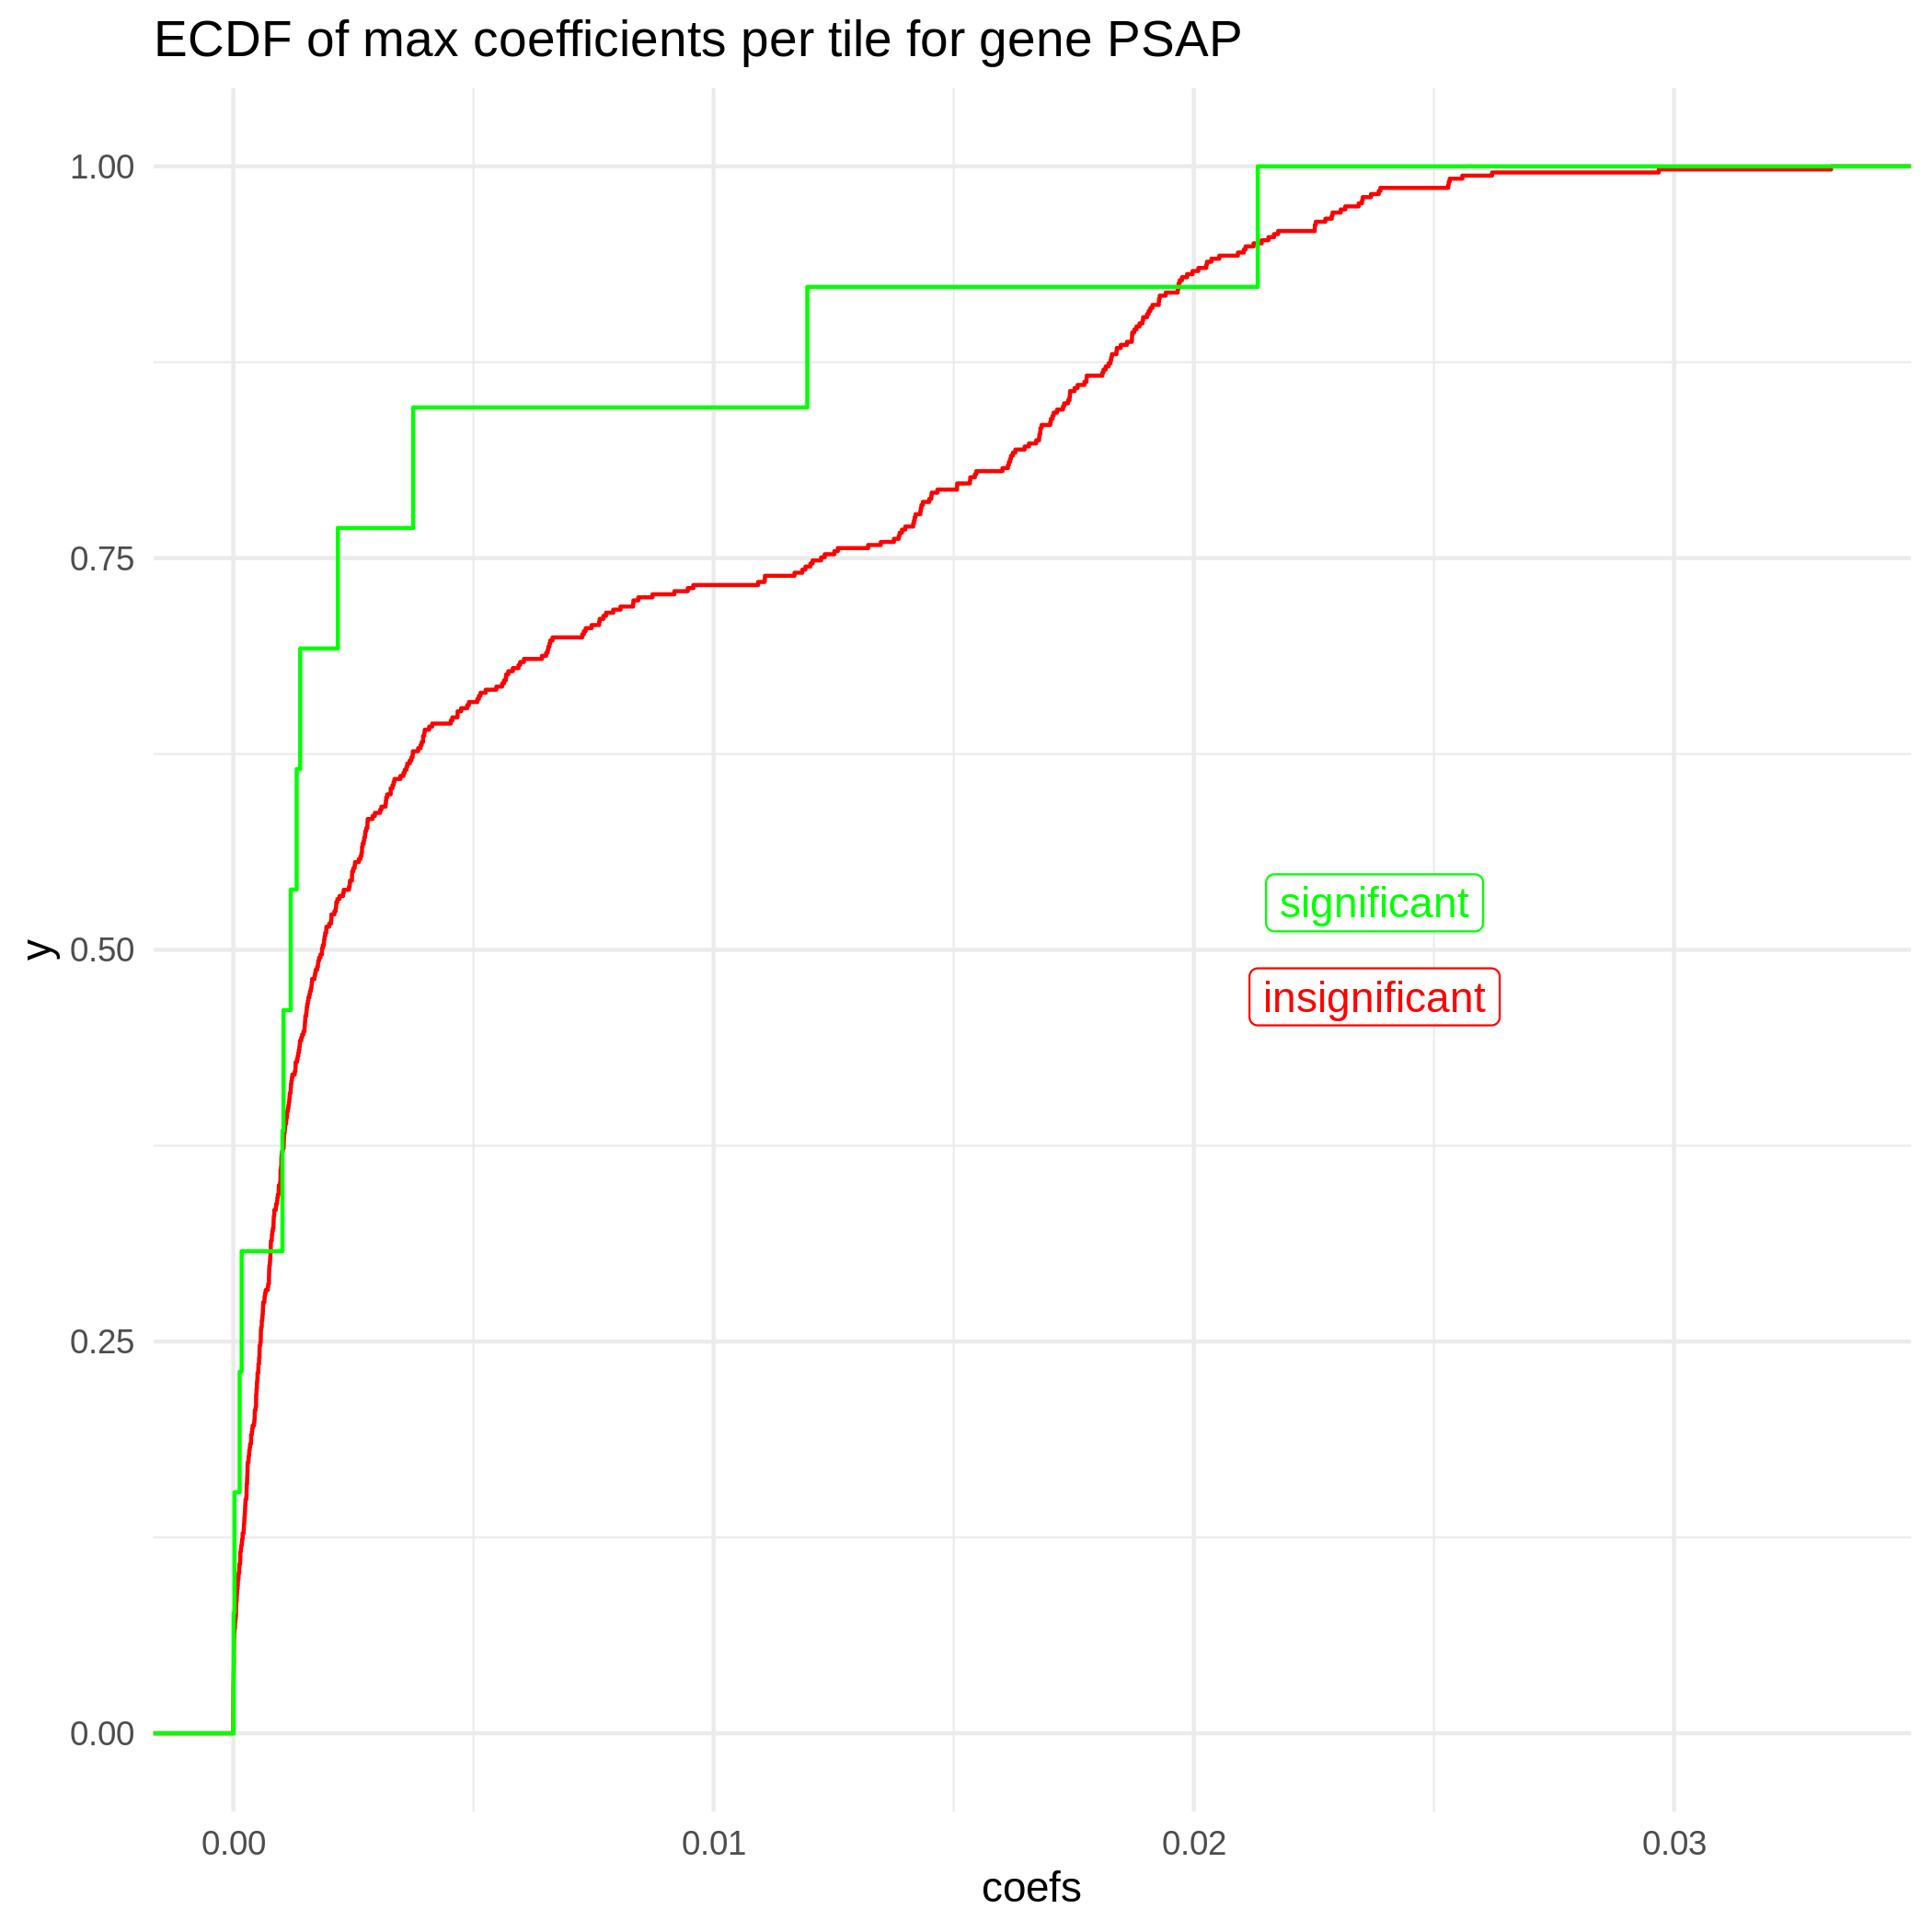 ECDF of max coefficients per tile for gene PSAP
1.00
0.75
0.50
0.25
0.00
y
significant
insignificant
0.00 0.01 0.02 0.03
coefs